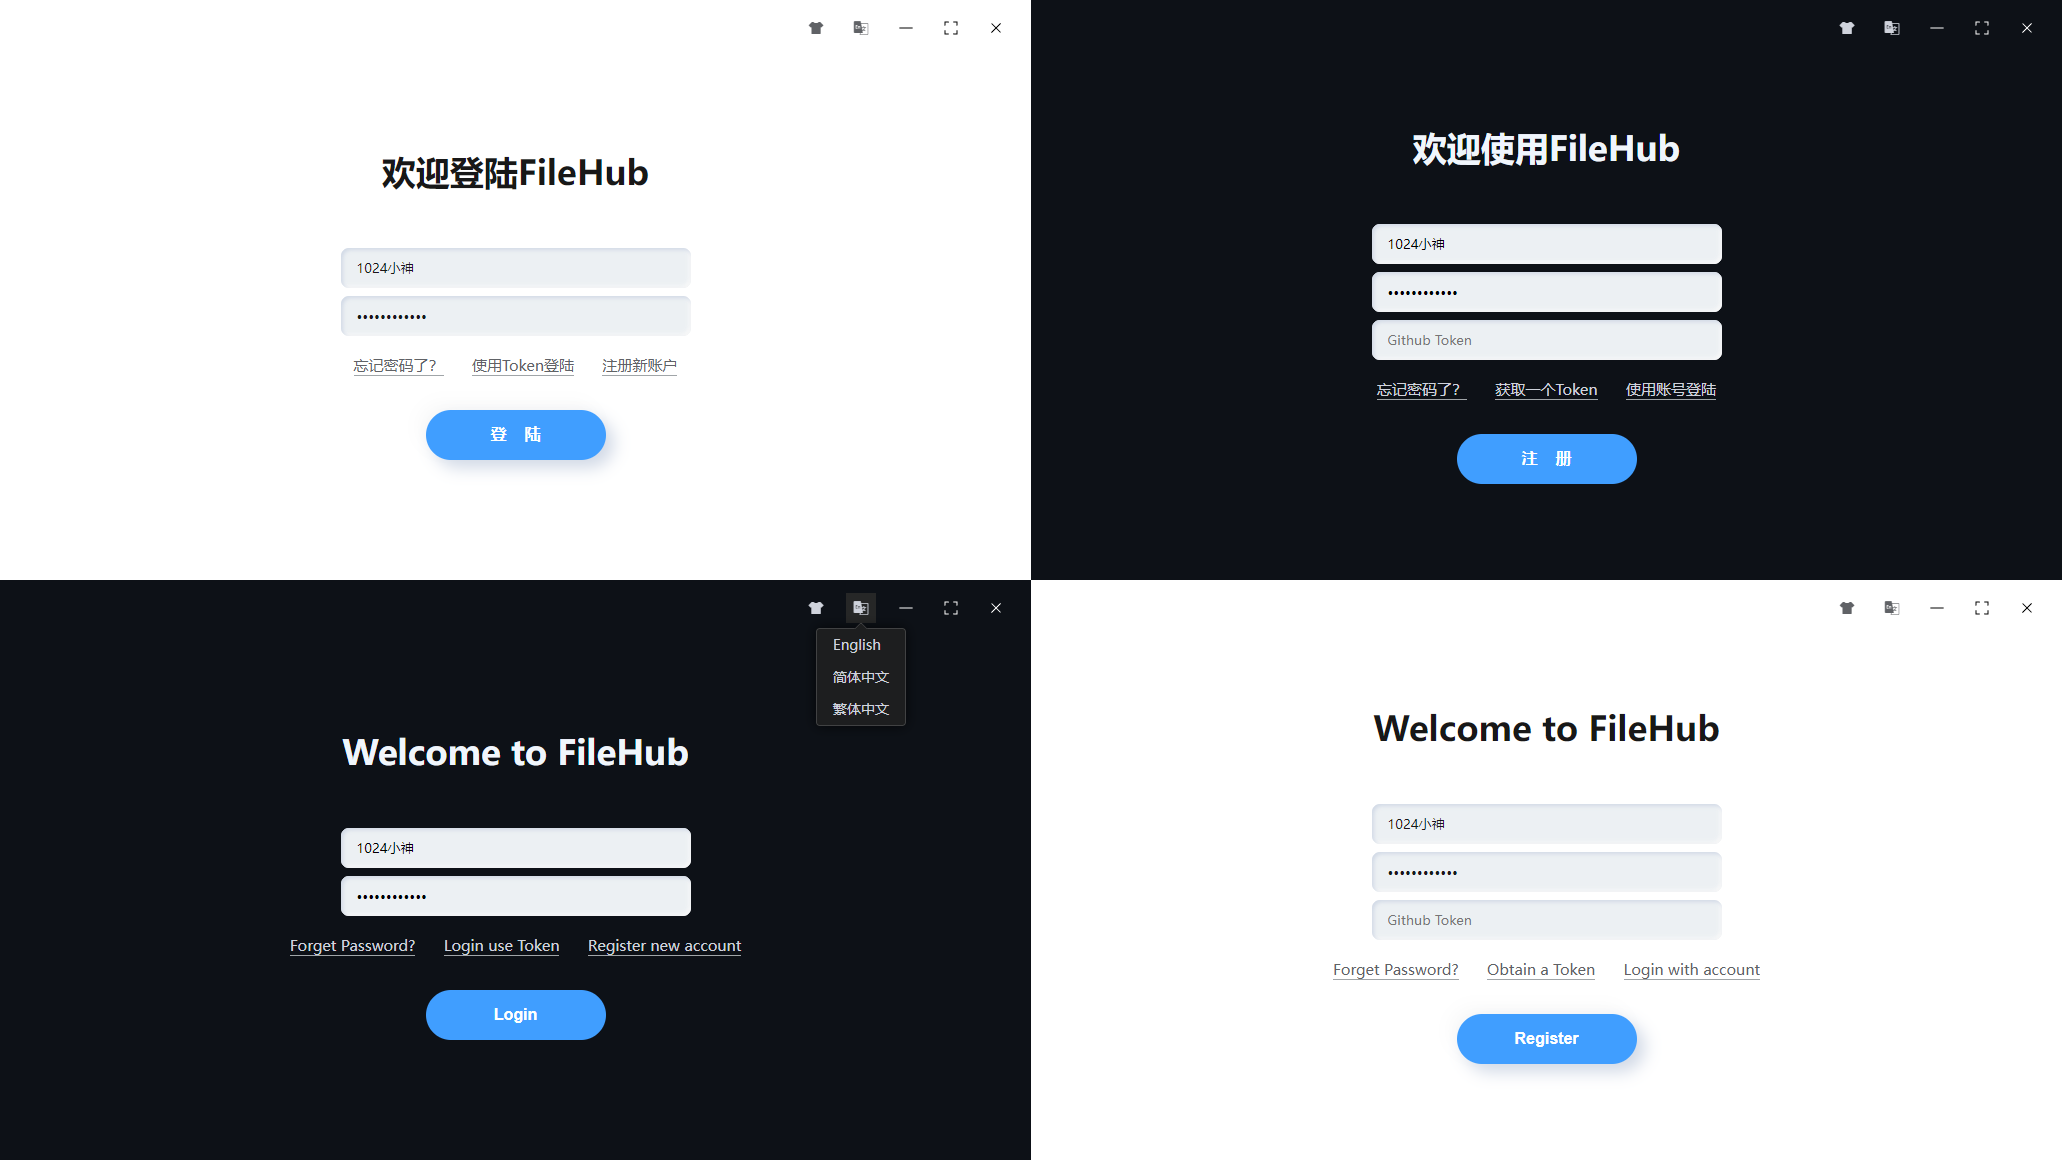 欢迎登陆FileHub
1024小神
••••••••••••
忘记密码了？ 使用Token登陆 注册新账户
登 陆
欢迎使用FileHub
1024小神
••••••••••••
Github Token
忘记密码了？ 获取一个Token 使用账号登陆
注 册
English
简体中文
繁体中文
Welcome to FileHub
1024小神
••••••••••••
Forget Password? Login use Token Register new account
Login
Welcome to FileHub
1024小神
••••••••••••
Github Token
Forget Password? Obtain a Token Login with account
Register